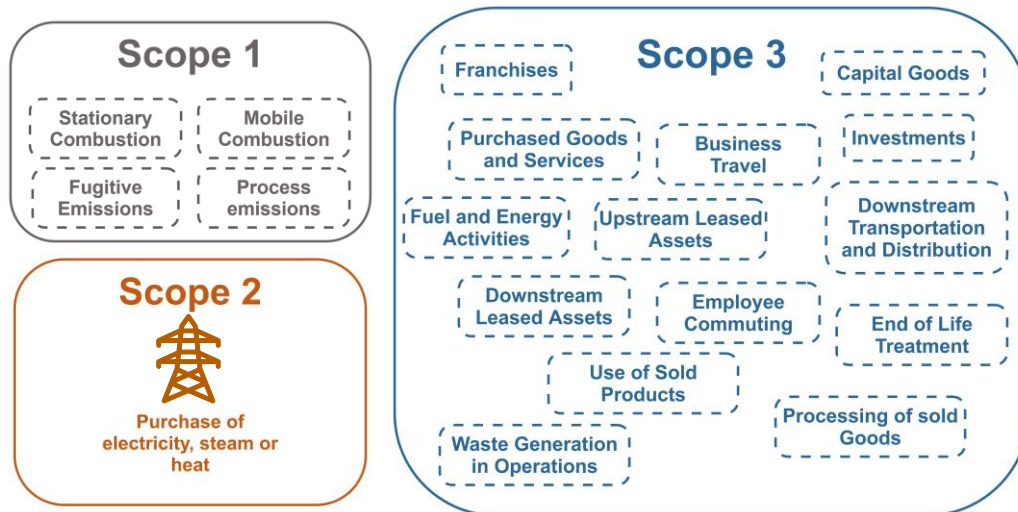 Scope 1
Stationary
Combustion
Mobile
Combustion
Fugitive
Emissions
Process
emissions
Scope 2
Purchase of
electricity, steam or
heat
Scope 3
Franchises
Capital Goods
Purchased Goods
and Services
Business
Travel
Investments
Fuel and Energy
Activities
Upstream Leased
Assets
Downstream
Transportation
and Distribution
Downstream
Leased Assets
Employee
Commuting
End of Life
Treatment
Use of Sold
Products
Processing of sold
Goods
Waste Generation
in Operations